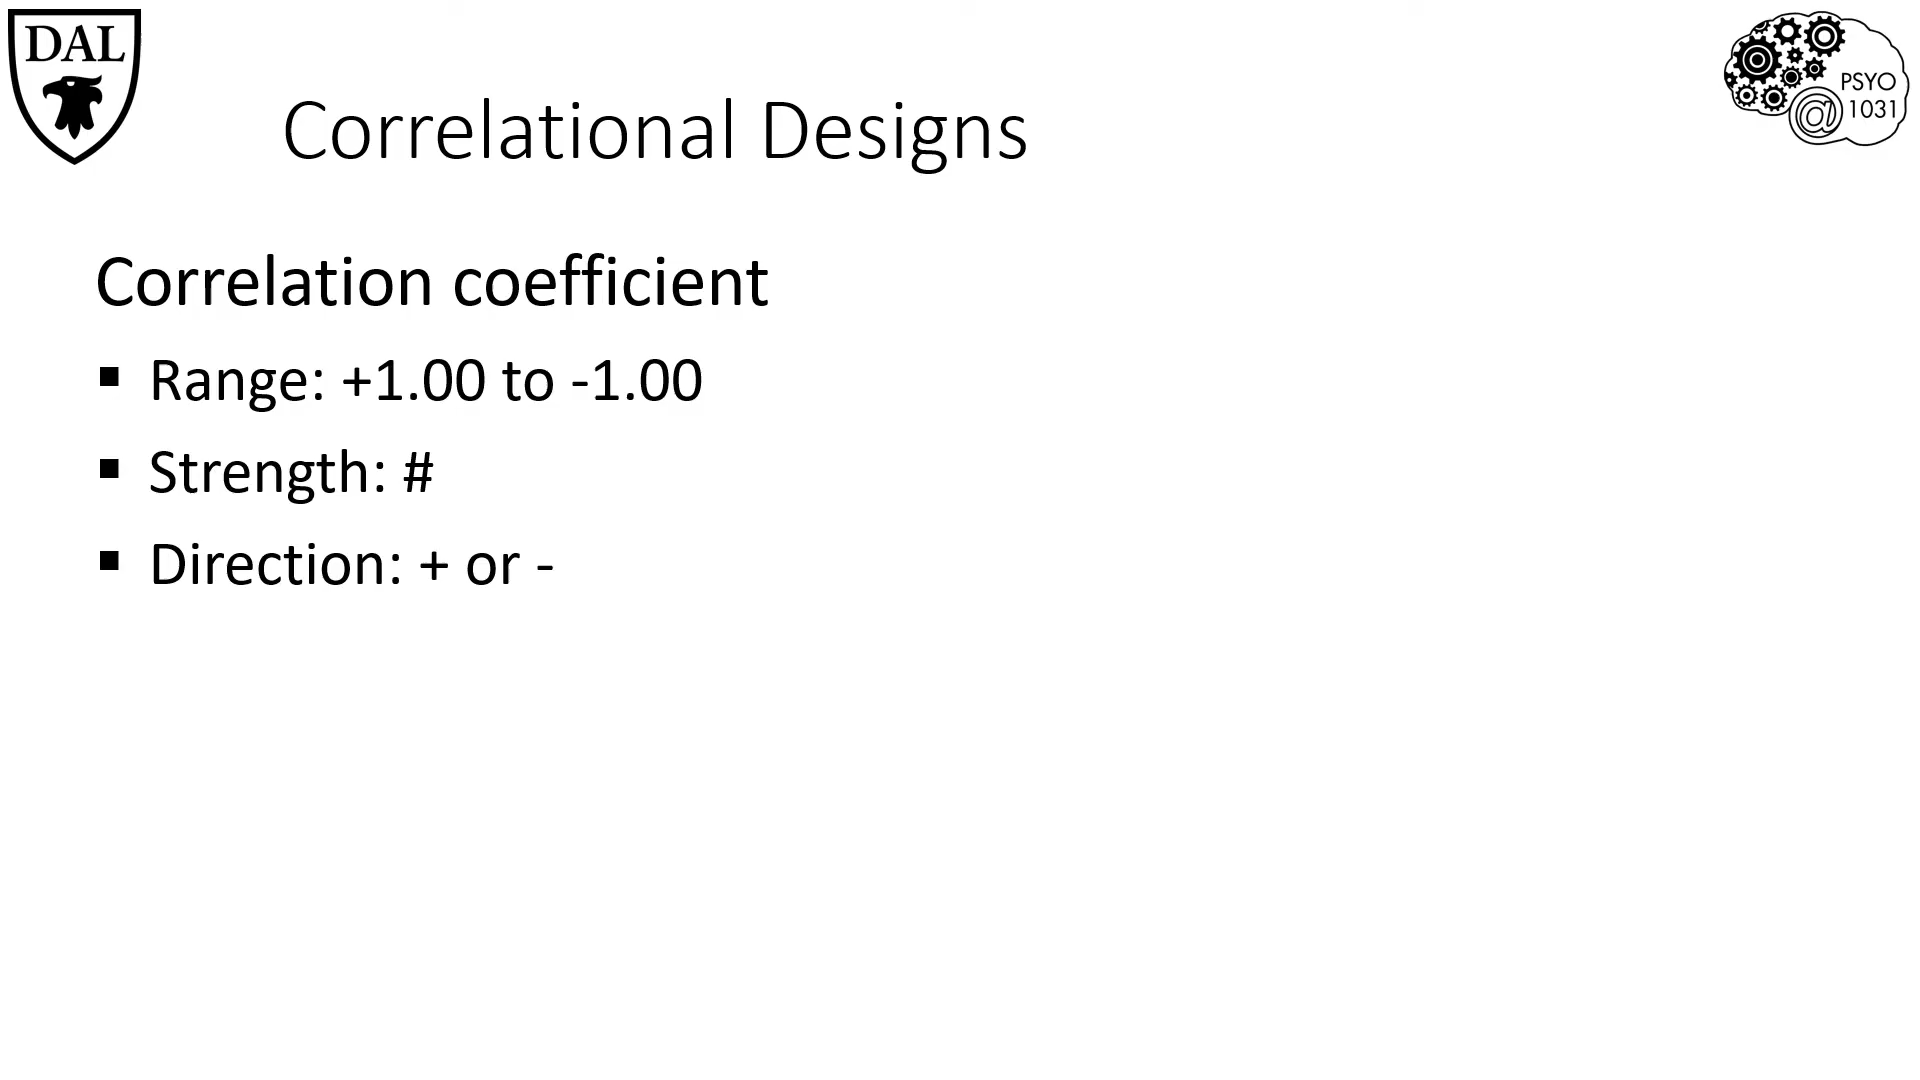 DAL
PSYO
@ 1031
Correlational Designs
Correlation coefficient
▪ Range: +1.00 to -1.00
▪ Strength: #
▪ Direction: + or -